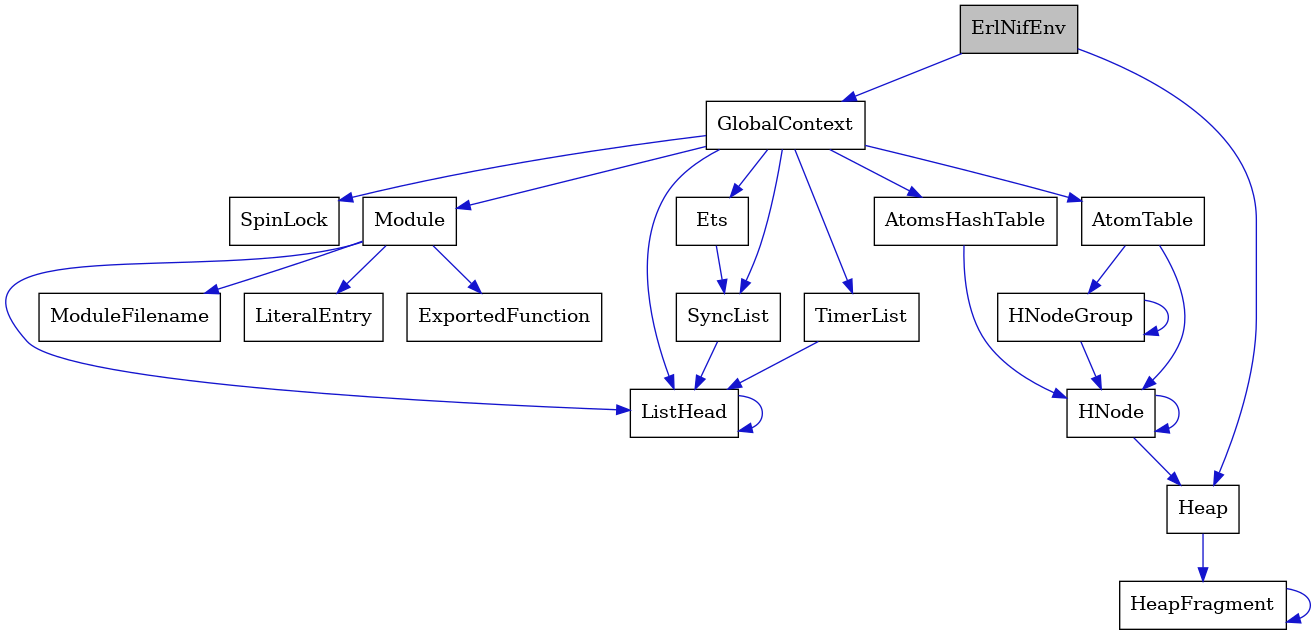 ErlNifEnv
GlobalContext
SpinLock
Module
Ets
AtomsHashTable
AtomTable
ModuleFilename
LiteralEntry
ExportedFunction
SyncList
TimerList
HNodeGroup
ListHead
HNode
Heap
HeapFragment